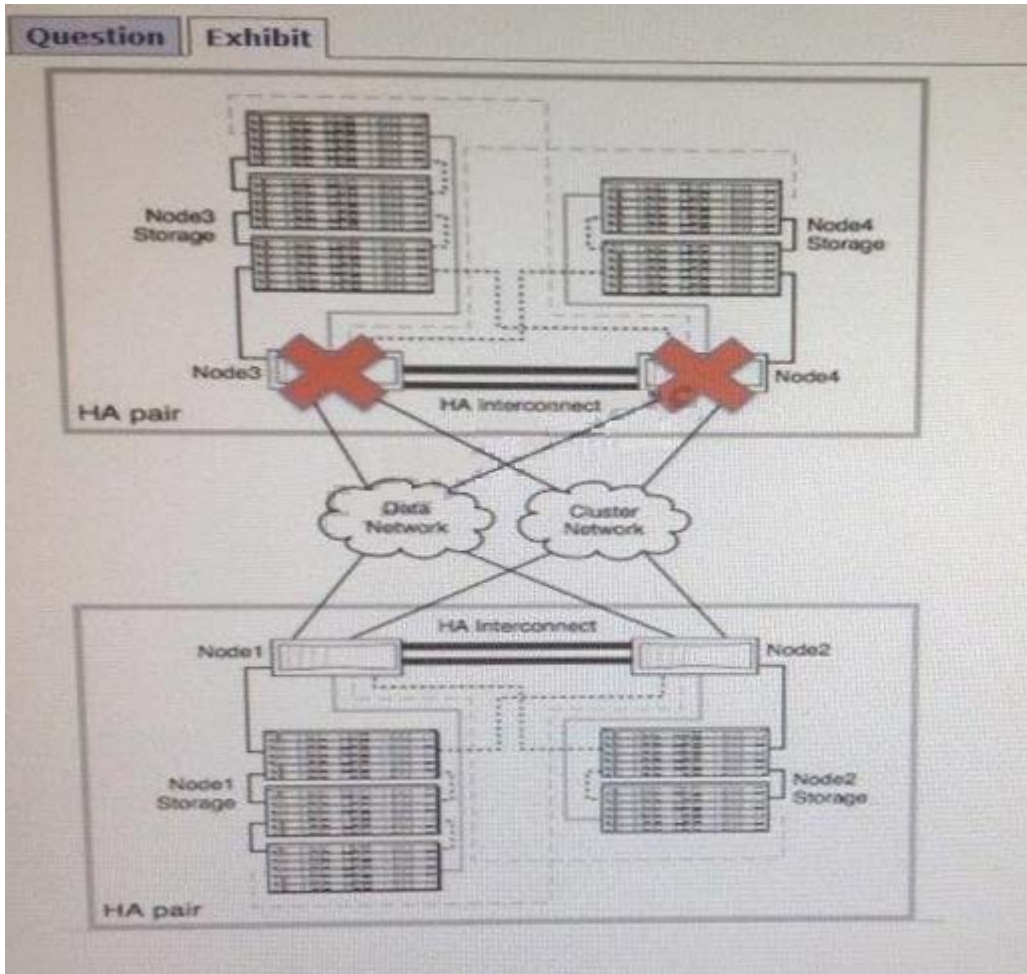 Question
Exhibit
Node3
Storage
Node4
Storage
Node3
HA Interconnect
Node4
HA pair
Data
Network
Cluster
Network
HA Interconnect
Node1
Node2
Node1
Storage
Node2
Storage
HA pair